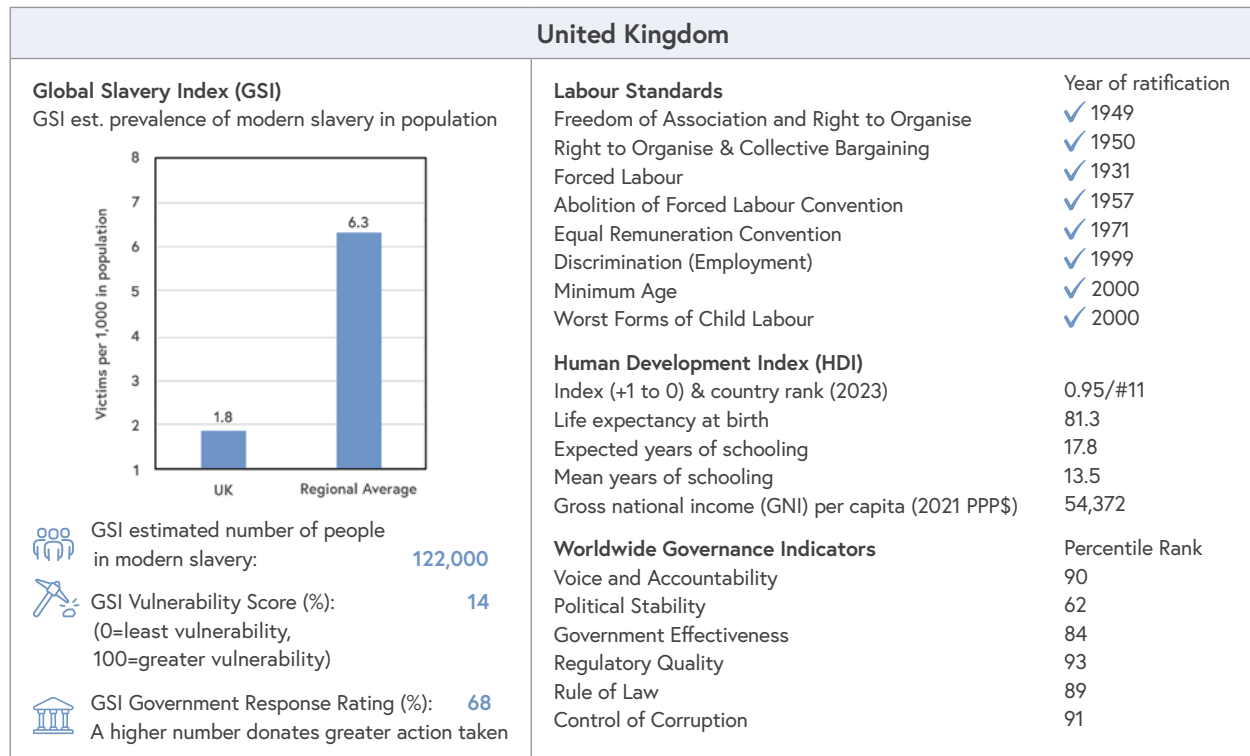 United Kingdom
Global Slavery Index (GSI)
GSI est. prevalence of modern slavery in population
Victims per 1,000 in population
8
7
6
5
4
3
2
1
1.8
6.3
UK
Regional Average
GSI estimated number of people
in modern slavery: 122,000
GSI Vulnerability Score (%): 14
(0=least vulnerability,
100=greater vulnerability)
GSI Government Response Rating (%): 68
A higher number donates greater action taken
Labour Standards Year of ratification
Freedom of Association and Right to Organise ✓ 1949
Right to Organise & Collective Bargaining ✓ 1950
Forced Labour ✓ 1931
Abolition of Forced Labour Convention ✓ 1957
Equal Remuneration Convention ✓ 1971
Discrimination (Employment) ✓ 1999
Minimum Age ✓ 2000
Worst Forms of Child Labour ✓ 2000
Human Development Index (HDI)
Index (+1 to 0) & country rank (2023) 0.95/#11
Life expectancy at birth 81.3
Expected years of schooling 17.8
Mean years of schooling 13.5
Gross national income (GNI) per capita (2021 PPP$) 54,372
Worldwide Governance Indicators Percentile Rank
Voice and Accountability 90
Political Stability 62
Government Effectiveness 84
Regulatory Quality 93
Rule of Law 89
Control of Corruption 91